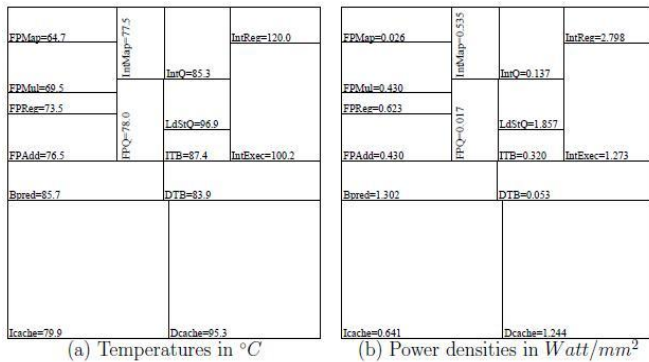 FPMap=64.7
IntMap=77.5
IntReg=120.0
IntQ=85.3
FPMul=69.5
FPReg=73.5
FPQ=78.0
LdStQ=96.9
FPAdd=76.5
ITB=87.4
IntExec=100.2
Bpred=85.7
DTB=83.9
Icache=79.9
Dcache=95.3
(a) Temperatures in °C
FPMap=0.026
IntMap=0.535
IntReg=2.798
IntQ=0.137
FPMul=0.430
FPReg=0.623
FPQ=0.017
LdStQ=1.857
FPAdd=0.430
ITB=0.320
IntExec=1.273
Bpred=1.302
DTB=0.053
Icache=0.641
Dcache=1.244
(b) Power densities in Watt/mm²